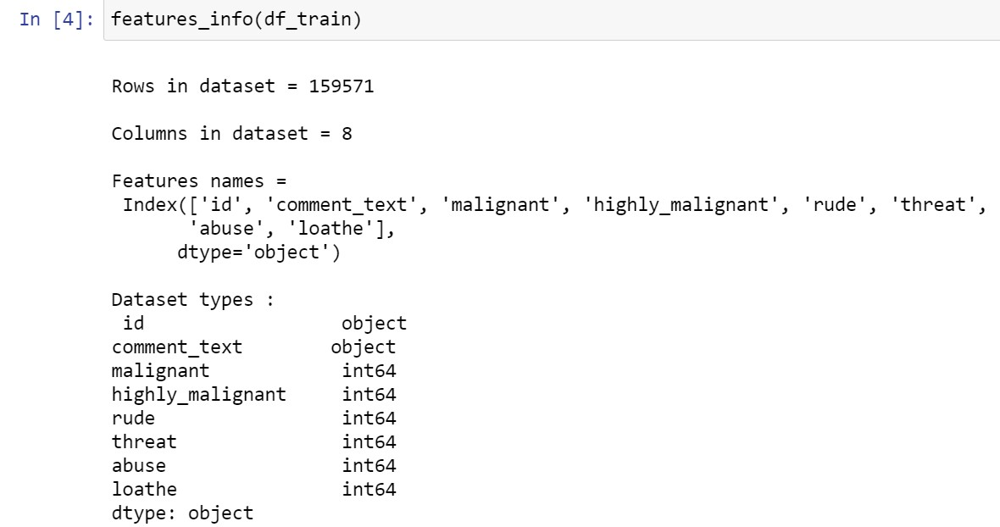 In [4]: features_info(df_train)
Rows in dataset = 159571
Columns in dataset = 8
Features names =
 Index(['id', 'comment_text', 'malignant', 'highly_malignant', 'rude', 'threat',
       'abuse', 'loathe'],
      dtype='object')
Dataset types :
 id                  object
comment_text        object
malignant            int64
highly_malignant     int64
rude                 int64
threat               int64
abuse                int64
loathe               int64
dtype: object